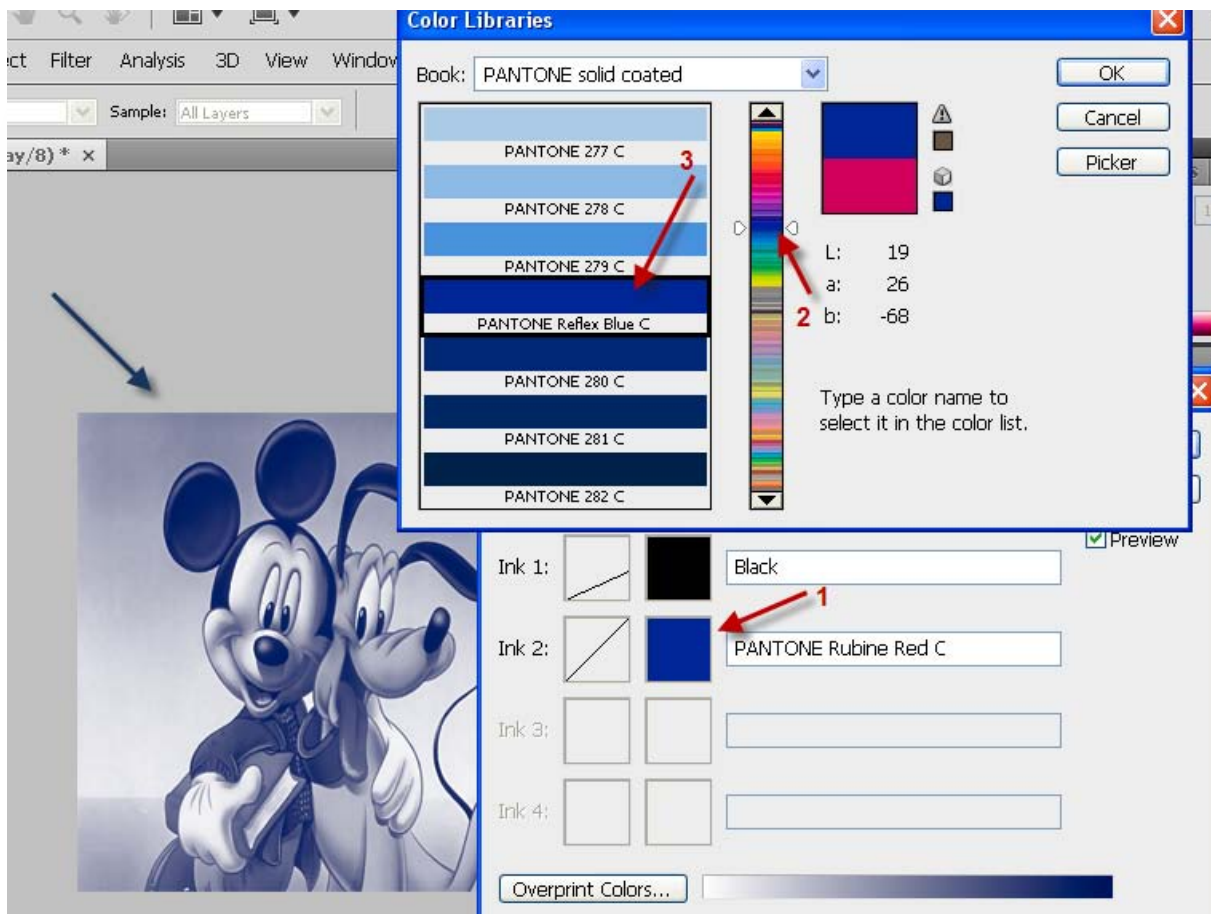 Color Libraries
ect Filter Analysis 3D View Window
Book: PANTONE solid coated
OK
Sample: All Layers
Cancel
ay/8) * ×
Picker
PANTONE 277 C
3
PANTONE 278 C
PANTONE 279 C
L: 19
a: 26
2
b: -68
PANTONE Reflex Blue C
PANTONE 280 C
Type a color name to
select it in the color list.
PANTONE 281 C
PANTONE 282 C
Preview
Ink 1: Black
1
Ink 2: PANTONE Rubine Red C
Ink 3:
Ink 4:
Overprint Colors...